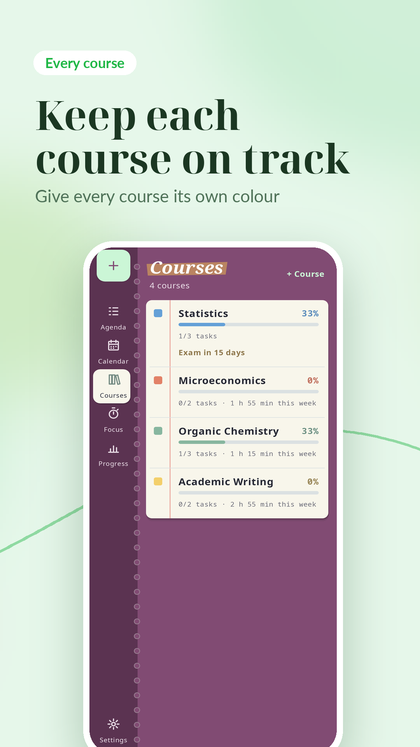 Every course
Keep each
course on track
Give every course its own colour
+
Courses
4 courses
+ Course
Agenda
Calendar
Courses
Focus
Progress
Settings
Statistics 33%
1/3 tasks
Exam in 15 days
Microeconomics 0%
0/2 tasks · 1 h 55 min this week
Organic Chemistry 33%
1/3 tasks · 1 h 15 min this week
Academic Writing 0%
0/2 tasks · 2 h 55 min this week